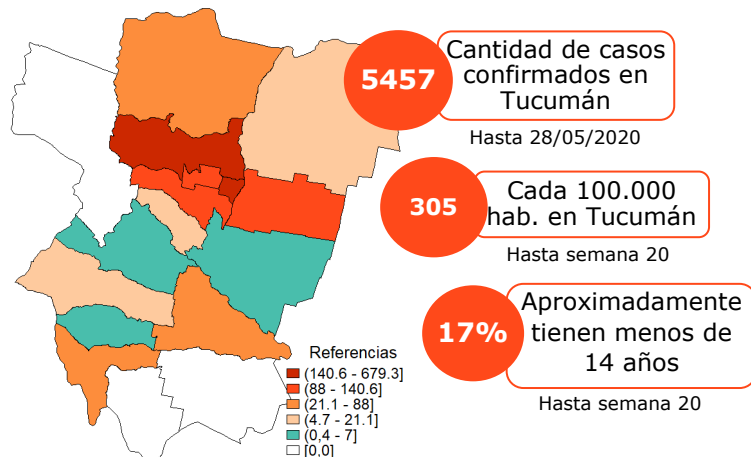 5457
Cantidad de casos
confirmados en
Tucumán
Hasta 28/05/2020
305
Cada 100.000
hab. en Tucumán
Hasta semana 20
17%
Aproximadamente
tienen menos de
14 años
Hasta semana 20
Referencias
(140.6 - 679.3]
(88 - 140.6]
(21.1 - 88]
(4.7 - 21.1]
(0,4 - 7]
[0,0]